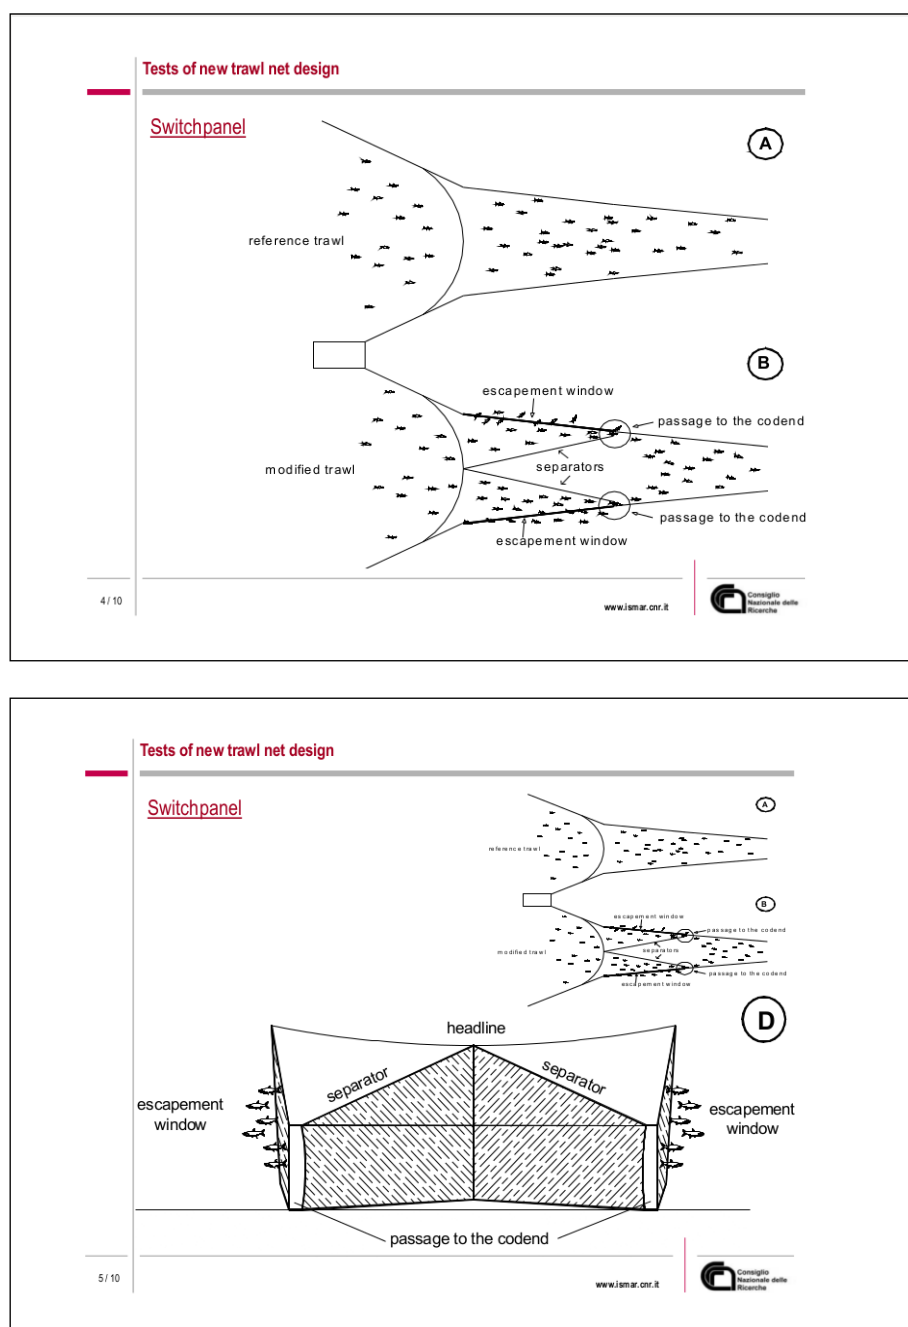 Tests of new trawl net design
Switchpanel
A
reference trawl
B
escapement window
passage to the codend
modified trawl
separators
passage to the codend
escapement window
4 / 10
www.ismar.cnr.it
Consiglio
Nazionale delle
Ricerche
Tests of new trawl net design
Switchpanel
A
reference trawl
B
escapement window
passage to the codend
modified trawl
separators
passage to the codend
escapement window
D
headline
separator
separator
escapement
window
escapement
window
passage to the codend
5 / 10
www.ismar.cnr.it
Consiglio
Nazionale delle
Ricerche